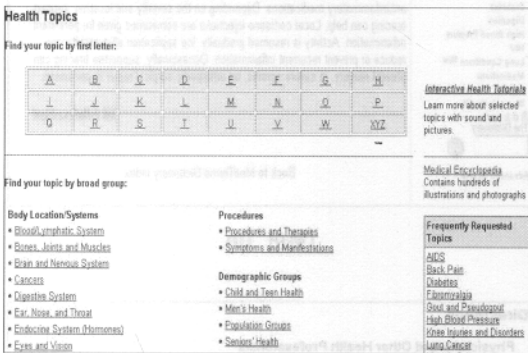 Health Topics
Find your topic by first letter:
A B C D E F G H
I J K L M N O P
Q R S T U V W XYZ
Interactive Health Tutorials
Learn more about selected
topics with sound and
pictures.
Medical Encyclopedia
Contains hundreds of
illustrations and photographs
Find your topic by broad group:
Body Location/Systems
• Blood/Lymphatic System
• Bones, Joints and Muscles
• Brain and Nervous System
• Cancers
• Digestive System
• Ear, Nose, and Throat
• Endocrine System (Hormones)
• Eyes and Vision
Procedures
• Procedures and Therapies
• Symptoms and Manifestations
Demographic Groups
• Child and Teen Health
• Men's Health
• Population Groups
• Seniors' Health
Frequently Requested
Topics
AIDS
Back Pain
Diabetes
Fibromyalgia
Gout and Pseudogout
High Blood Pressure
Knee Injuries and Disorders
Lung Cancer